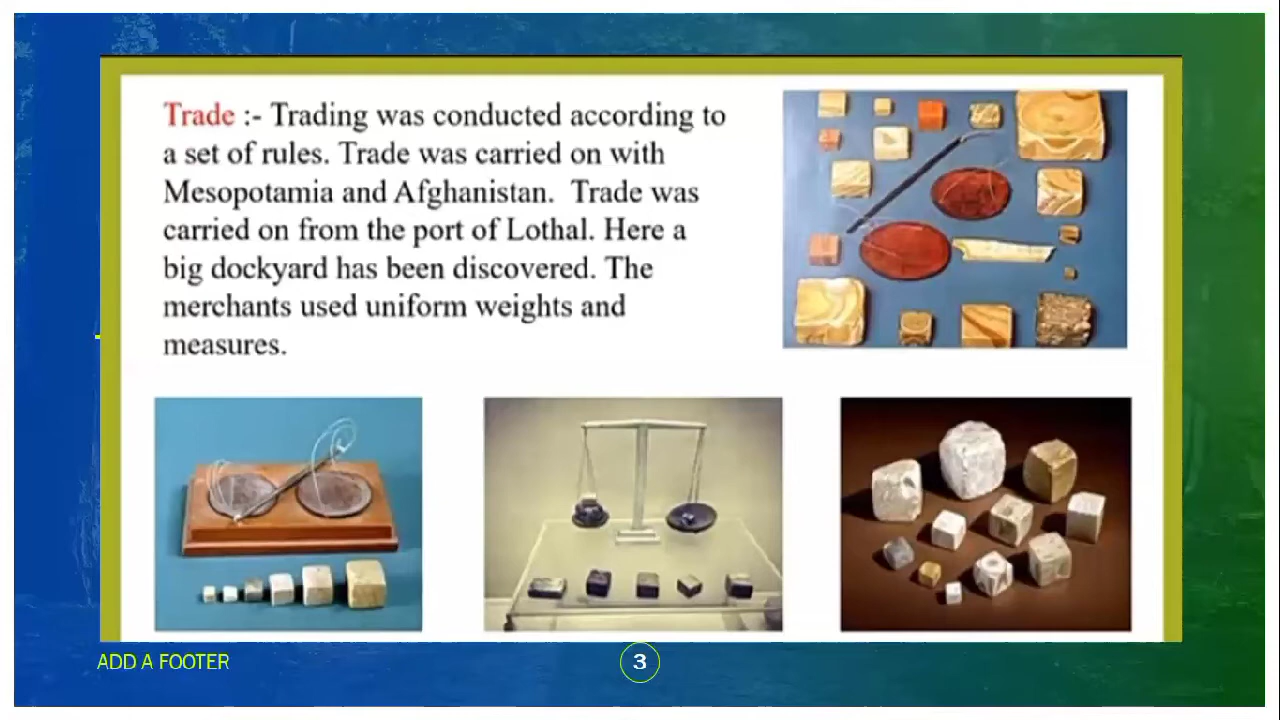 Trade :- Trading was conducted according to
a set of rules. Trade was carried on with
Mesopotamia and Afghanistan. Trade was
carried on from the port of Lothal. Here a
big dockyard has been discovered. The
merchants used uniform weights and
measures.
ADD A FOOTER
3